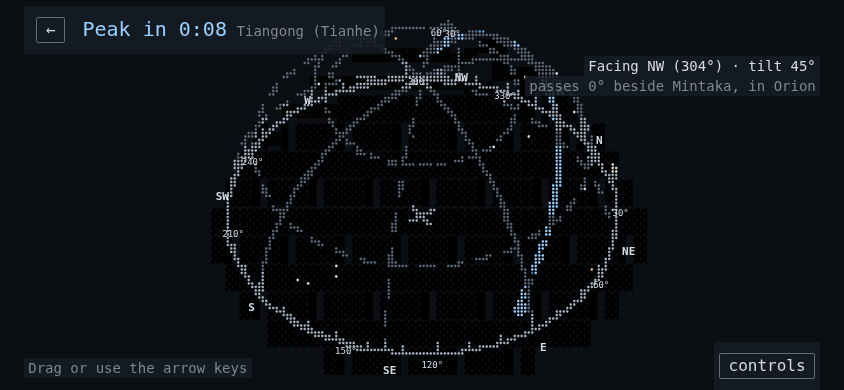 ← Peak in 0:08 Tiangong (Tianhe)
60°
30°
Facing NW (304°) · tilt 45°
passes 0° beside Mintaka, in Orion
NW
300°
330°
W
N
240°
SW
30°
210°
NE
60°
S
E
150°
120°
SE
Drag or use the arrow keys
controls